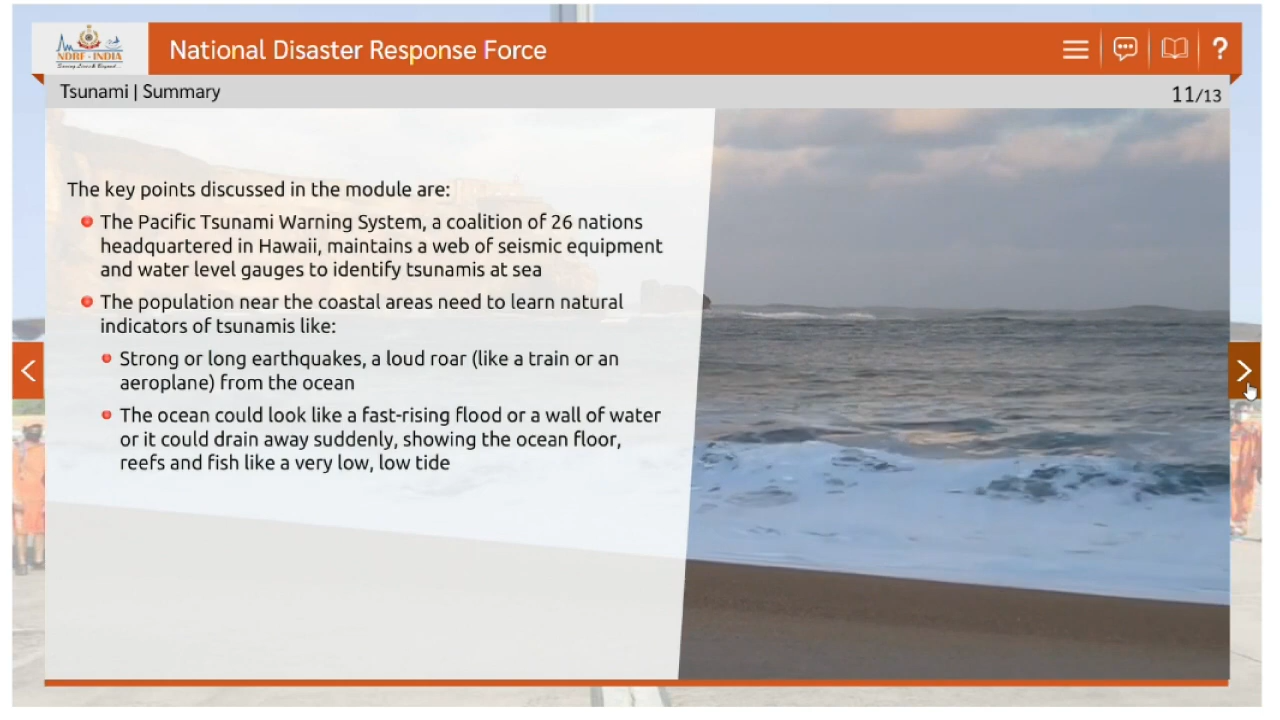 NDRF - INDIA
National Disaster Response Force
?
Tsunami | Summary
11/13
The key points discussed in the module are:
The Pacific Tsunami Warning System, a coalition of 26 nations
headquartered in Hawaii, maintains a web of seismic equipment
and water level gauges to identify tsunamis at sea
The population near the coastal areas need to learn natural
indicators of tsunamis like:
Strong or long earthquakes, a loud roar (like a train or an
aeroplane) from the ocean
The ocean could look like a fast-rising flood or a wall of water
or it could drain away suddenly, showing the ocean floor,
reefs and fish like a very low, low tide